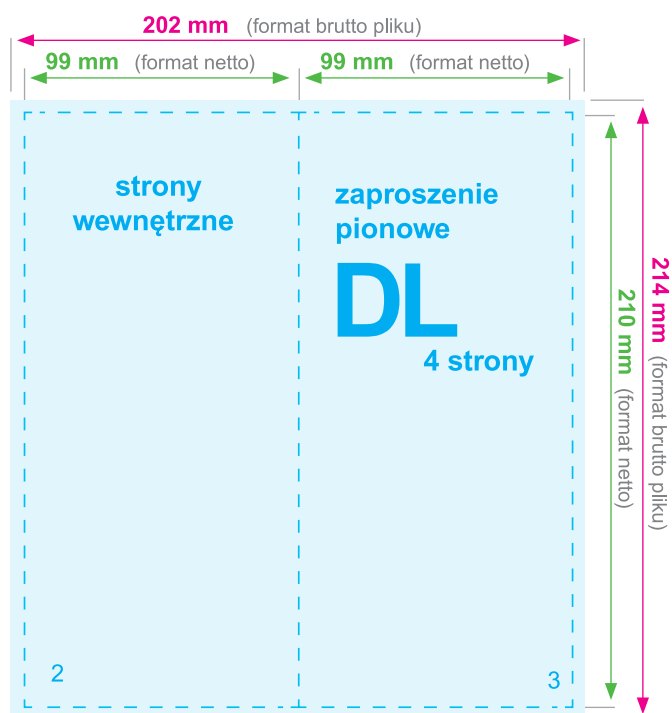 202 mm (format brutto pliku)
99 mm (format netto) 99 mm (format netto)
strony
wewnętrzne
zaproszenie
pionowe
DL
4 strony
210 mm (format netto)
214 mm (format brutto pliku)
2
3